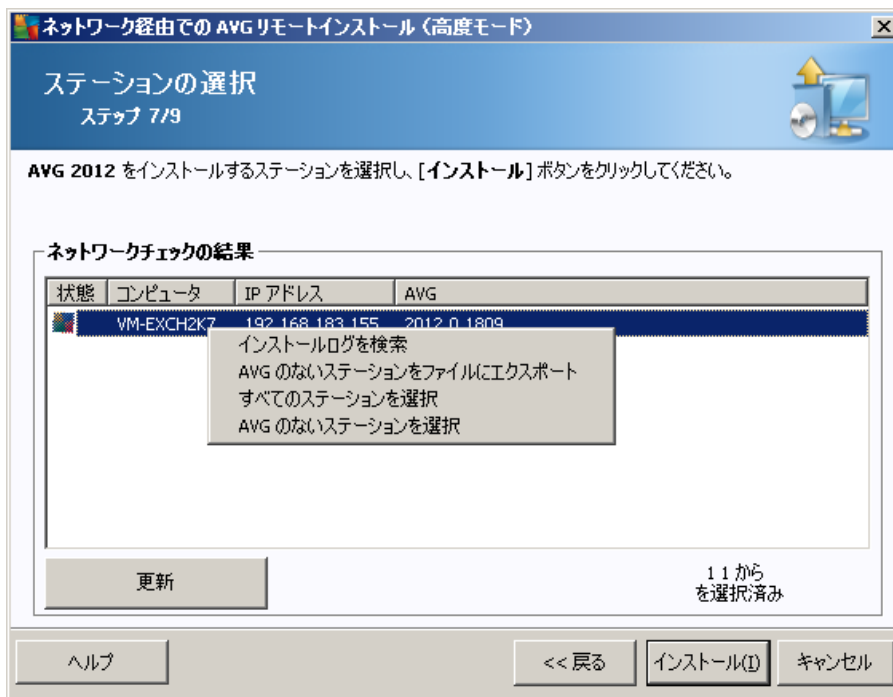 ネットワーク経由での AVG リモートインストール (高度モード)
ステーションの選択
ステップ 7/9
AVG 2012 をインストールするステーションを選択し、[インストール] ボタンをクリックしてください。
ネットワークチェックの結果
状態 コンピュータ IP アドレス AVG
VM-EXCH2K7 192.168.183.155 2012.0.1809
インストールログを検索
AVG のないステーションをファイルにエクスポート
すべてのステーションを選択
AVG のないステーションを選択
更新
1 1 から
を選択済み
ヘルプ
<< 戻る
インストール(I)
キャンセル